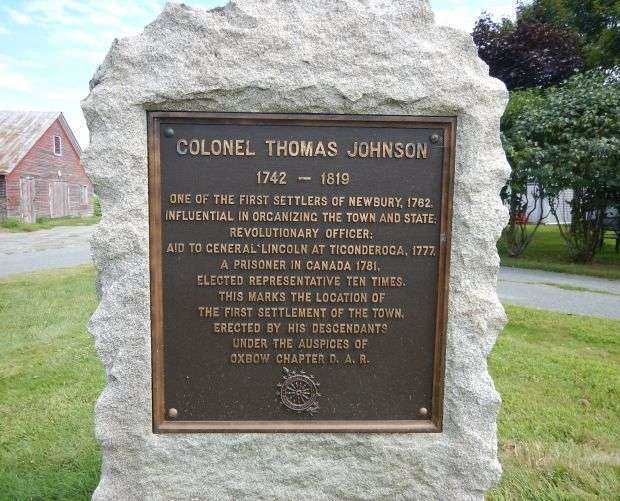 COLONEL THOMAS JOHNSON
1742 — 1819
ONE OF THE FIRST SETTLERS OF NEWBURY, 1762.
INFLUENTIAL IN ORGANIZING THE TOWN AND STATE;
REVOLUTIONARY OFFICER;
AID TO GENERAL LINCOLN AT TICONDEROGA, 1777.
A PRISONER IN CANADA 1781.
ELECTED REPRESENTATIVE TEN TIMES.
THIS MARKS THE LOCATION OF
THE FIRST SETTLEMENT OF THE TOWN.
ERECTED BY HIS DESCENDANTS
UNDER THE AUSPICES OF
OXBOW CHAPTER D. A. R.